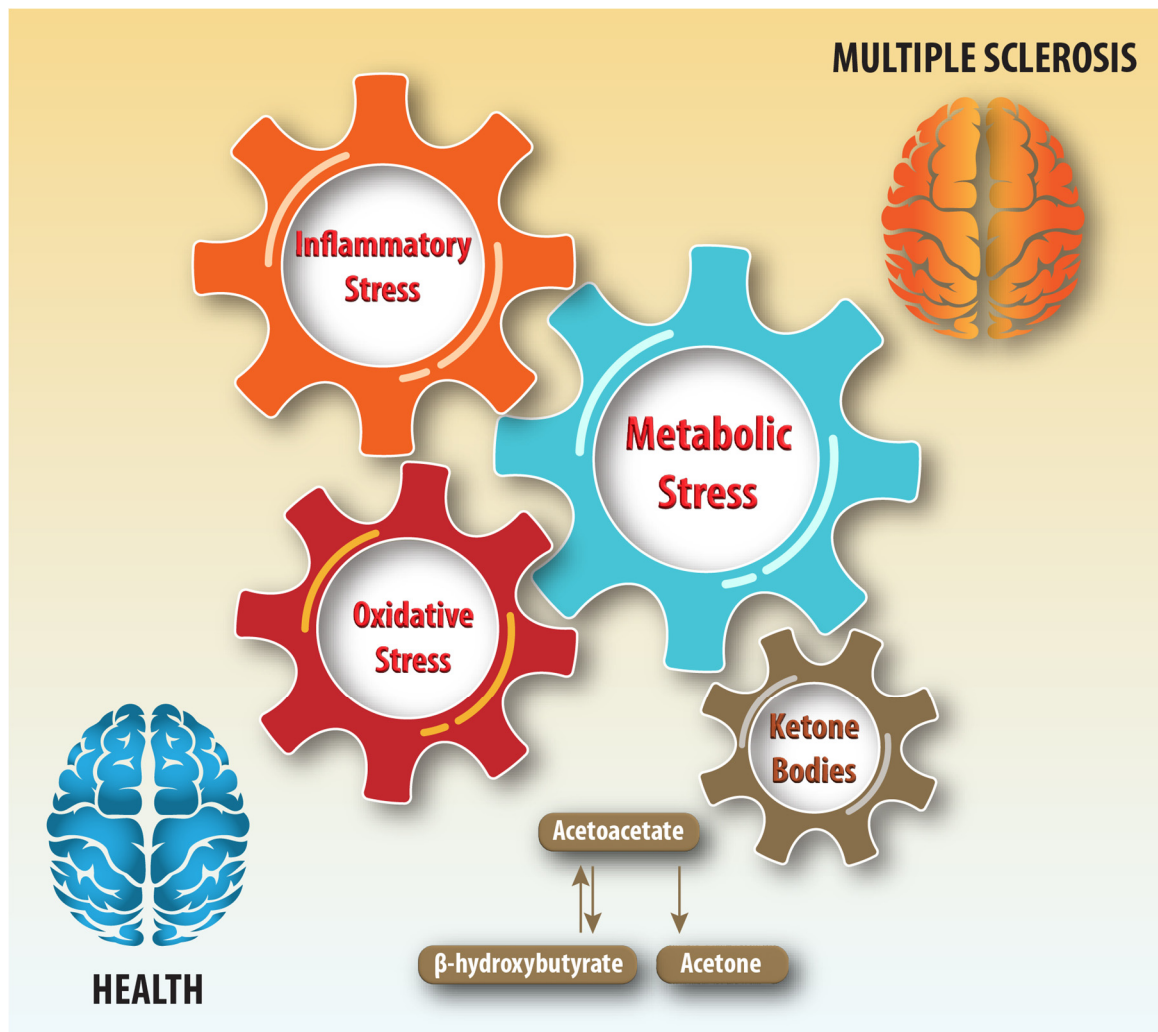 MULTIPLE SCLEROSIS
Inflammatory
Stress
Metabolic
Stress
Oxidative
Stress
Ketone
Bodies
Acetoacetate
β-hydroxybutyrate
Acetone
HEALTH